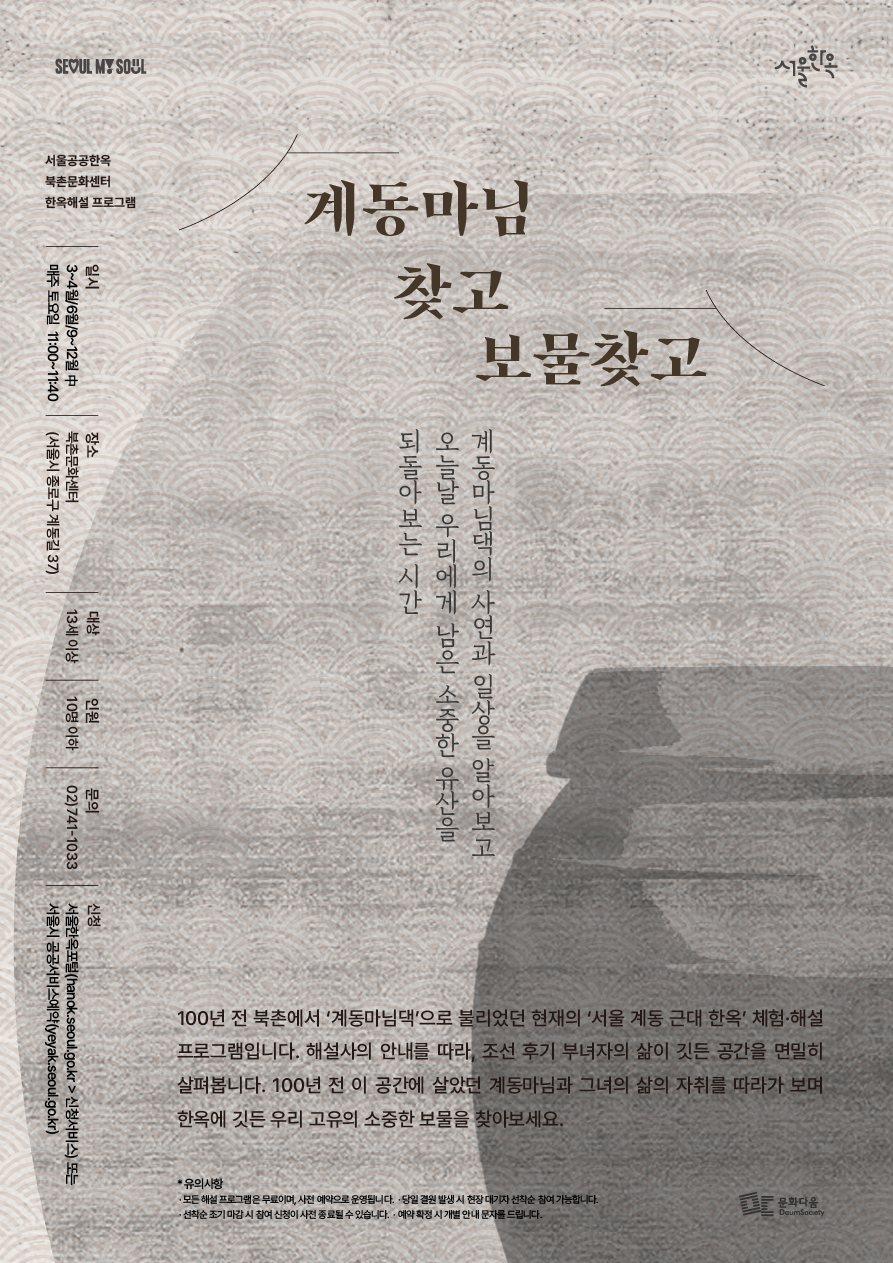 SEOUL MY SOUL
서울한옥
서울공공한옥
북촌문화센터
한옥해설 프로그램
계동마님
찾고
보물찾고
일시
3~4월/6월/9~12월 中
매주 토요일 11:00~11:40
장소
북촌문화센터
(서울시 종로구 계동길 37)
대상
13세 이상
인원
10명 이하
문의
02)741-1033
신청
서울한옥포털(hanok.seoul.go.kr > 신청서비스) 또는
서울시 공공서비스예약(yeyak.seoul.go.kr)
계동마님댁의 사연과 일상을 알아보고
오늘날 우리에게 남은 소중한 유산을
되돌아보는 시간
100년 전 북촌에서 ‘계동마님댁’으로 불리었던 현재의 ‘서울 계동 근대 한옥’ 체험·해설
프로그램입니다. 해설사의 안내를 따라, 조선 후기 부녀자의 삶이 깃든 공간을 면밀히
살펴봅니다. 100년 전 이 공간에 살았던 계동마님과 그녀의 삶의 자취를 따라가 보며
한옥에 깃든 우리 고유의 소중한 보물을 찾아보세요.
* 유의사항
· 모든 해설 프로그램은 무료이며, 사전 예약으로 운영됩니다. · 당일 결원 발생 시 현장 대기자 선착순 참여 가능합니다.
· 선착순 조기 마감 시 참여 신청이 사전 종료될 수 있습니다. · 예약 확정 시 개별 안내 문자를 드립니다.
문화다움
DaumSociety